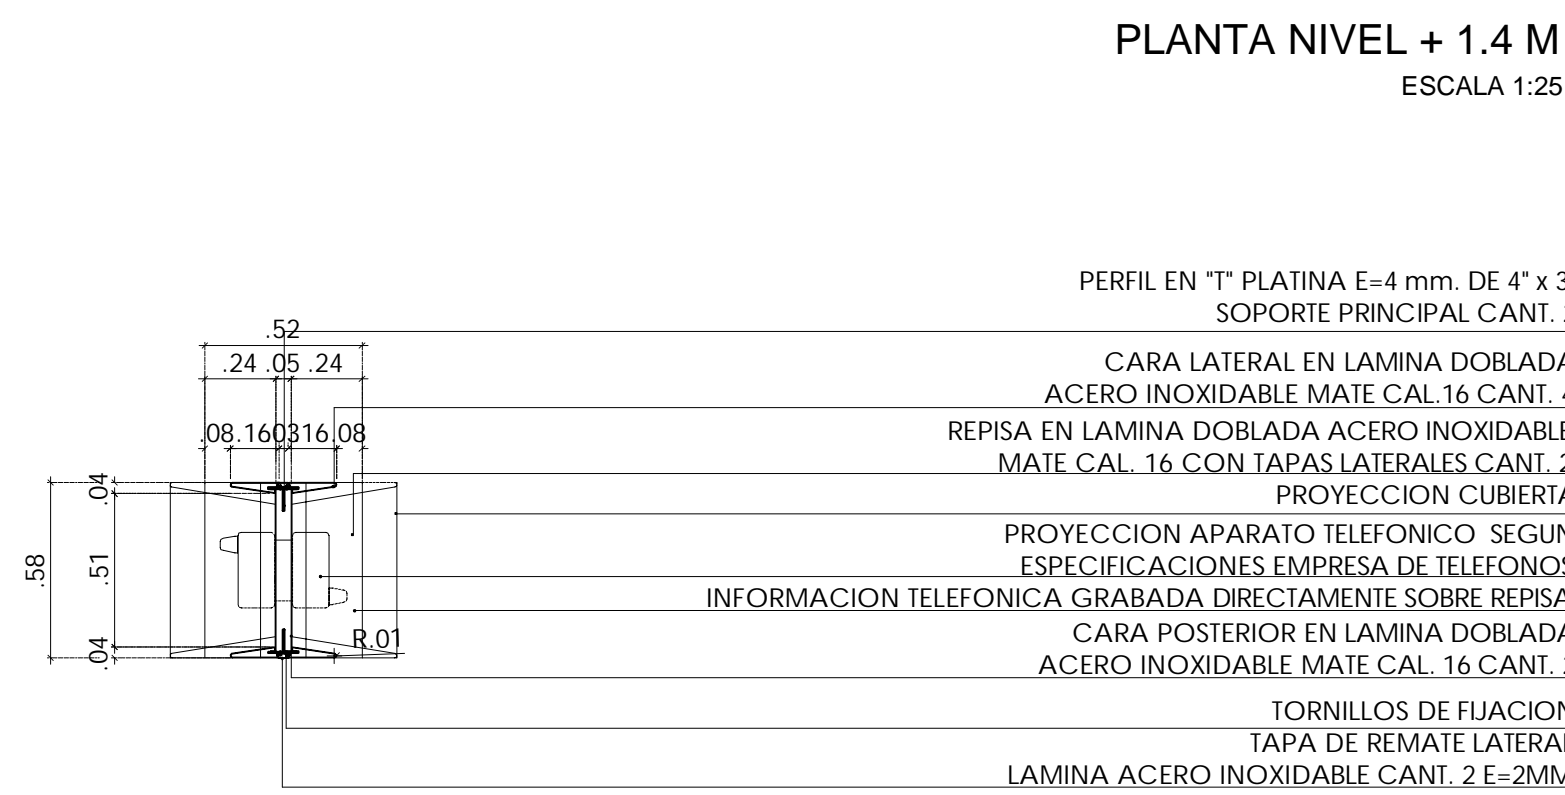 PLANTA NIVEL + 1.4 M
ESCALA 1:25
PERFIL EN "T" PLATINA E=4 mm. DE 4" x 3
SOPORTE PRINCIPAL CANT.
.52
CARA LATERAL EN LAMINA DOBLADA
.24 .05 .24
ACERO INOXIDABLE MATE CAL.16 CANT. 4
REPISA EN LAMINA DOBLADA ACERO INOXIDABLE
.08 .16 03 16 .08
MATE CAL. 16 CON TAPAS LATERALES CANT. 2
.04
PROYECCION CUBIERTA
PROYECCION APARATO TELEFONICO SEGUN
ESPECIFICACIONES EMPRESA DE TELEFONOS
.58
.51
INFORMACION TELEFONICA GRABADA DIRECTAMENTE SOBRE REPISA
CARA POSTERIOR EN LAMINA DOBLADA
R.01
.04
ACERO INOXIDABLE MATE CAL. 16 CANT.
TORNILLOS DE FIJACION
TAPA DE REMATE LATERAL
LAMINA ACERO INOXIDABLE CANT. 2 E=2MM